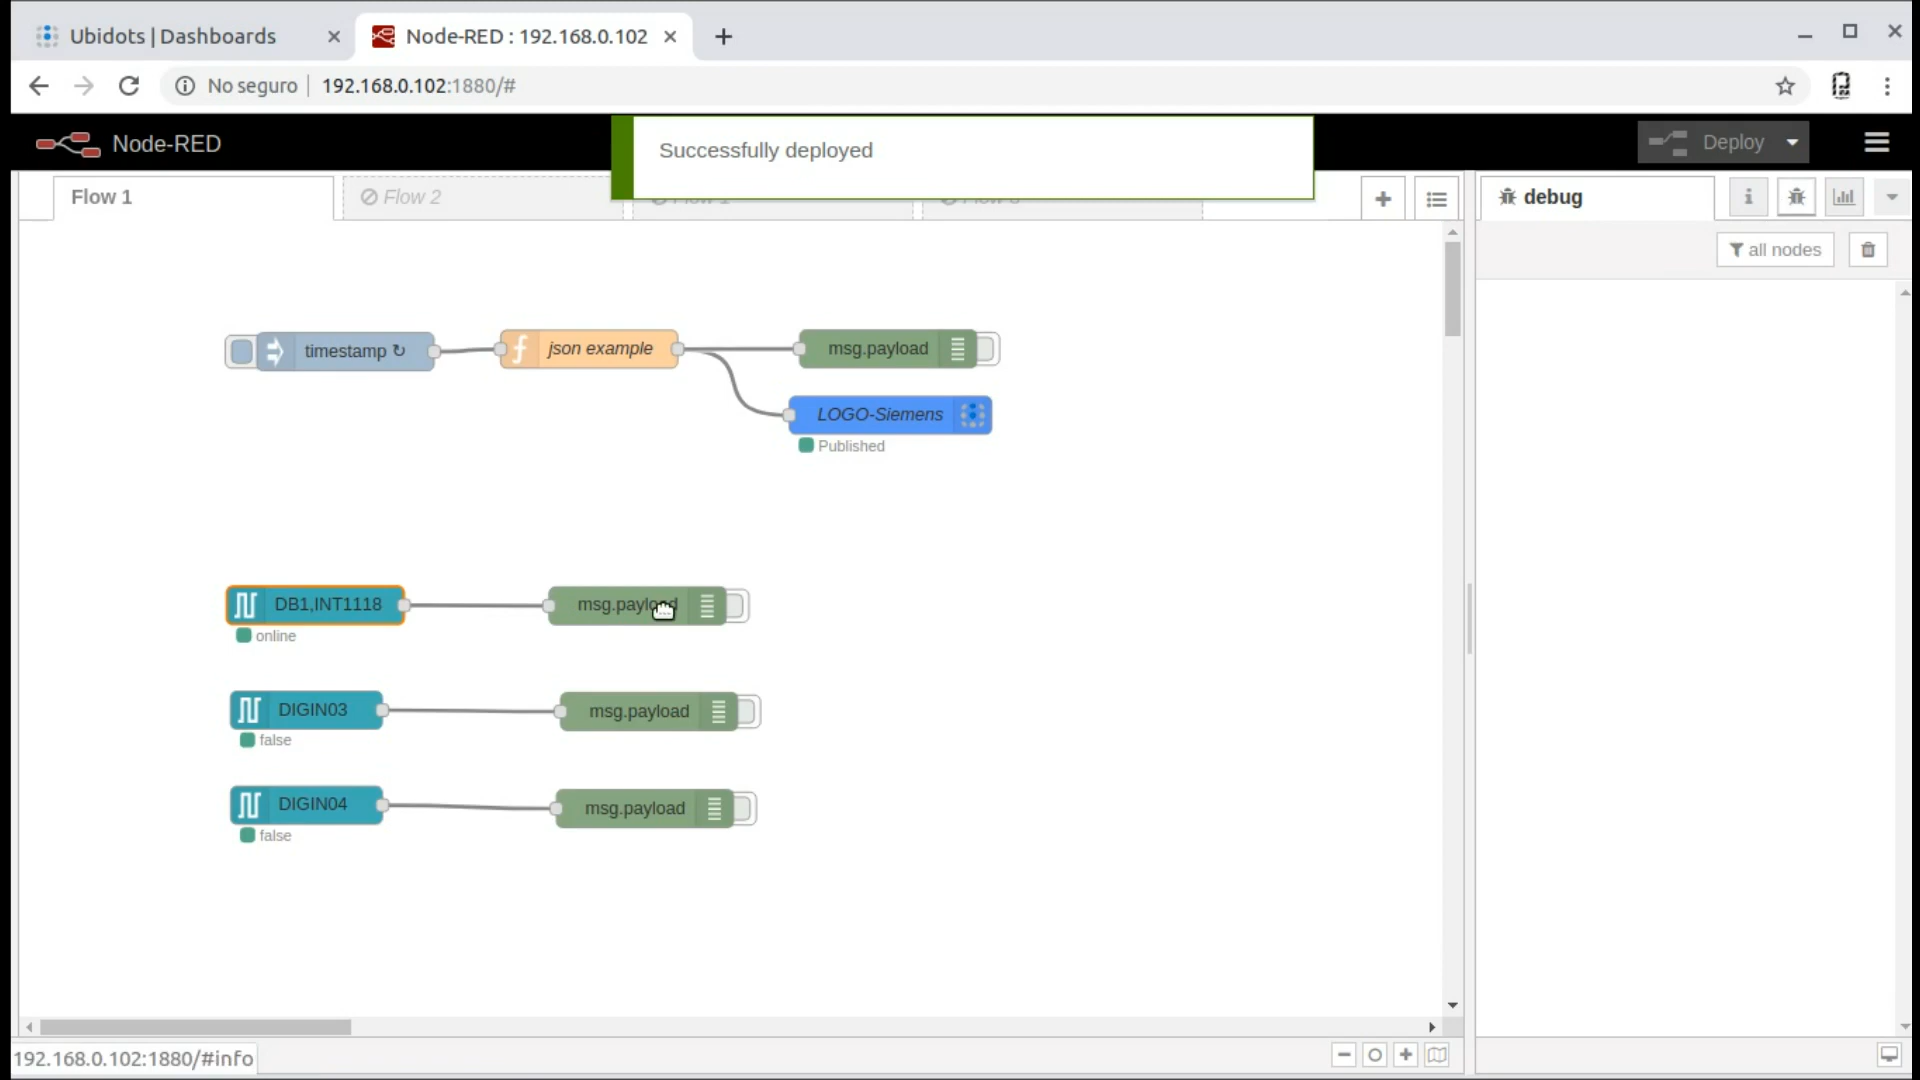 Ubidots | Dashboards
Node-RED : 192.168.0.102
No seguro
192.168.0.102:1880/#
Node-RED
Successfully deployed
Deploy
Flow 1
Flow 2
debug
all nodes
timestamp ↻
json example
msg.payload
LOGO-Siemens
Published
DB1,INT1118
msg.payload
online
DIGIN03
msg.payload
false
DIGIN04
msg.payload
false
192.168.0.102:1880/#info